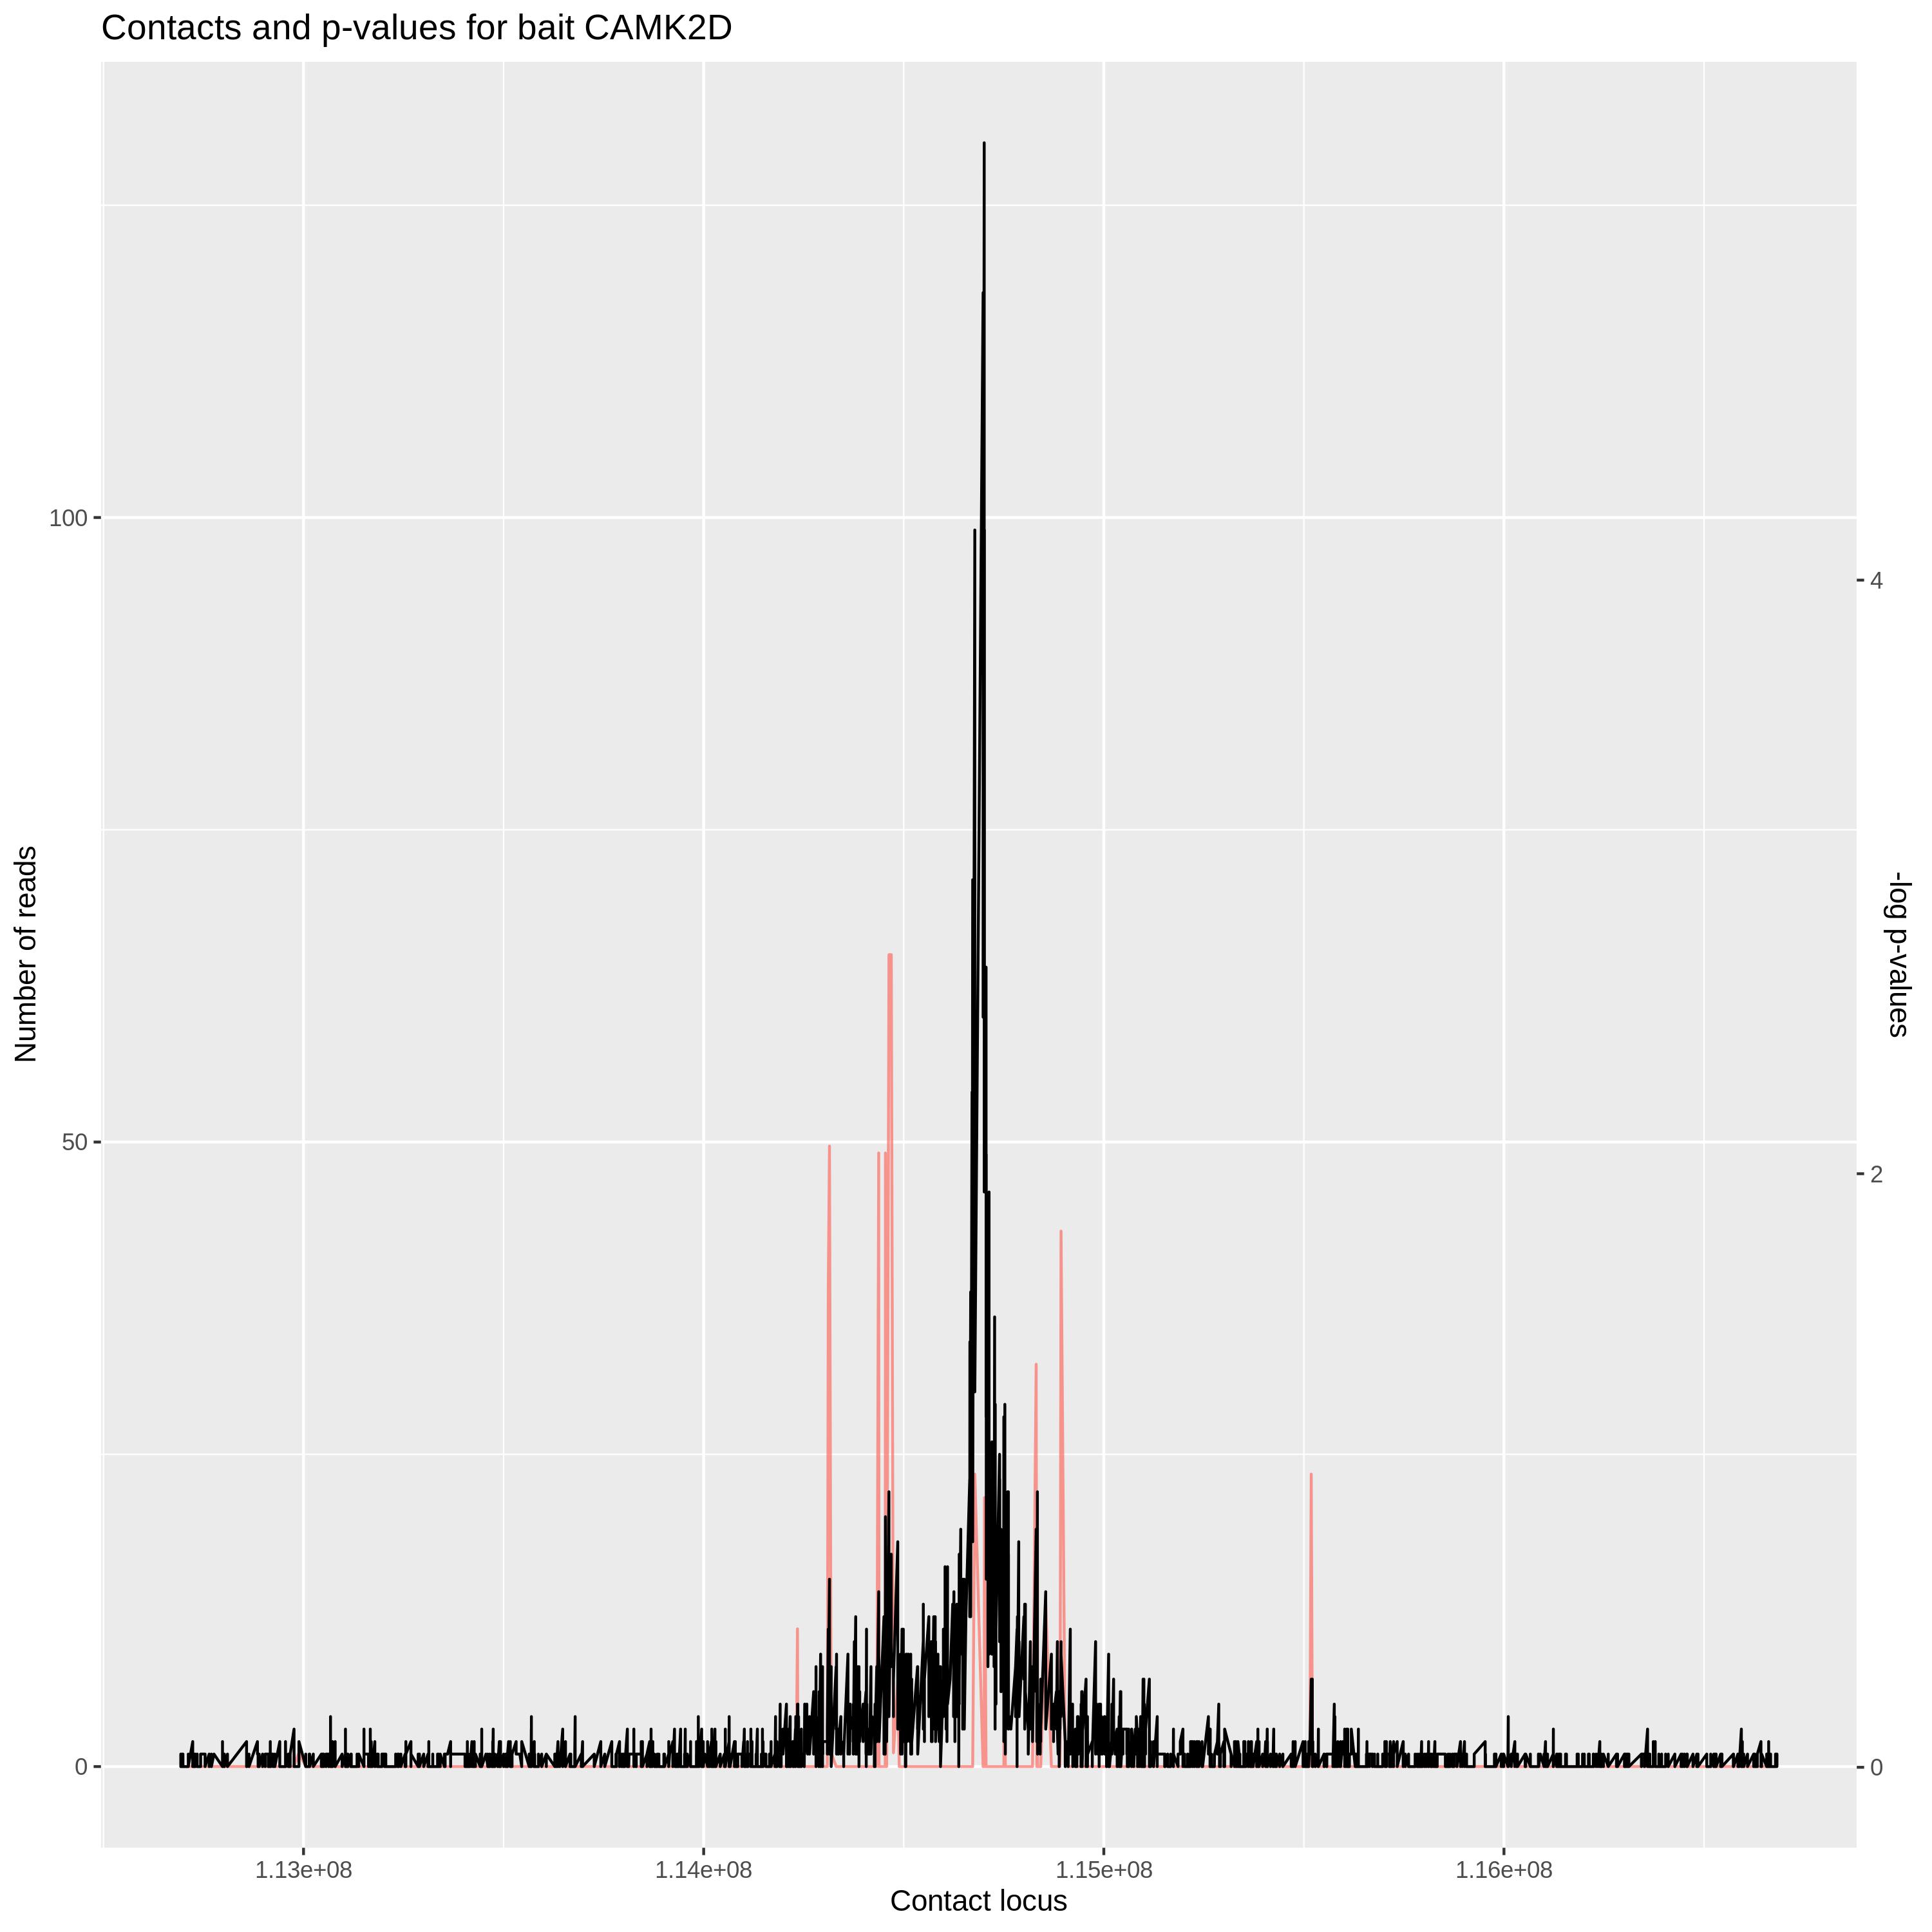 Contacts and p-values for bait CAMK2D
100
50
0
Number of reads
4
2
0
-log p-values
1.13e+08
1.14e+08
1.15e+08
1.16e+08
Contact locus